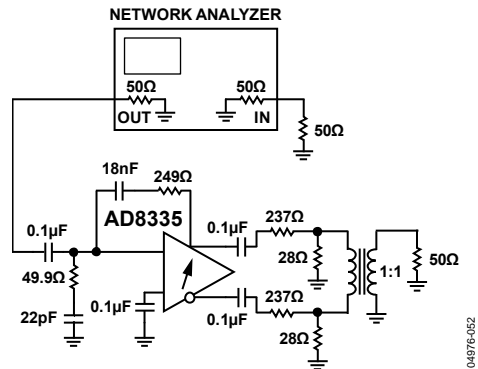 NETWORK ANALYZER
50Ω
50Ω
OUT
IN
50Ω
18nF
249Ω
AD8335
0.1µF
0.1µF
237Ω
49.9Ω
28Ω
1:1
50Ω
0.1µF
237Ω
22pF
0.1µF
28Ω
04976-052